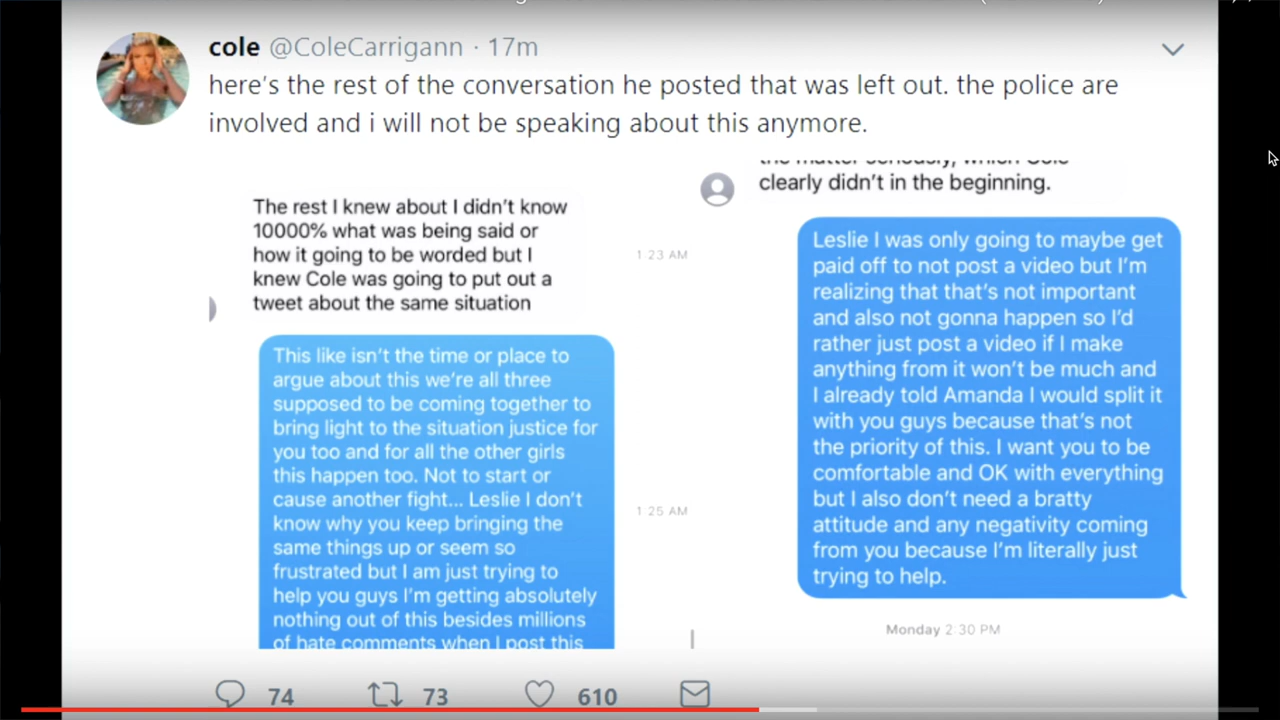 cole @ColeCarrigann · 17m
here's the rest of the conversation he posted that was left out. the police are
involved and i will not be speaking about this anymore.
The rest I knew about I didn't know
10000% what was being said or
how it going to be worded but I
knew Cole was going to put out a
tweet about the same situation
This like isn't the time or place to
argue about this we're all three
supposed to be coming together to
bring light to the situation justice for
you too and for all the other girls
this happen too. Not to start or
cause another fight... Leslie I don't
know why you keep bringing the
same things up or seem so
frustrated but I am just trying to
help you guys I'm getting absolutely
nothing out of this besides millions
of hate comments when I post this
1:23 AM
1:25 AM
the matter seriously, which Cole
clearly didn't in the beginning.
Leslie I was only going to maybe get
paid off to not post a video but I'm
realizing that that's not important
and also not gonna happen so I'd
rather just post a video if I make
anything from it won't be much and
I already told Amanda I would split it
with you guys because that's not
the priority of this. I want you to be
comfortable and OK with everything
but I also don't need a bratty
attitude and any negativity coming
from you because I'm literally just
trying to help.
Monday 2:30 PM
74 73 610